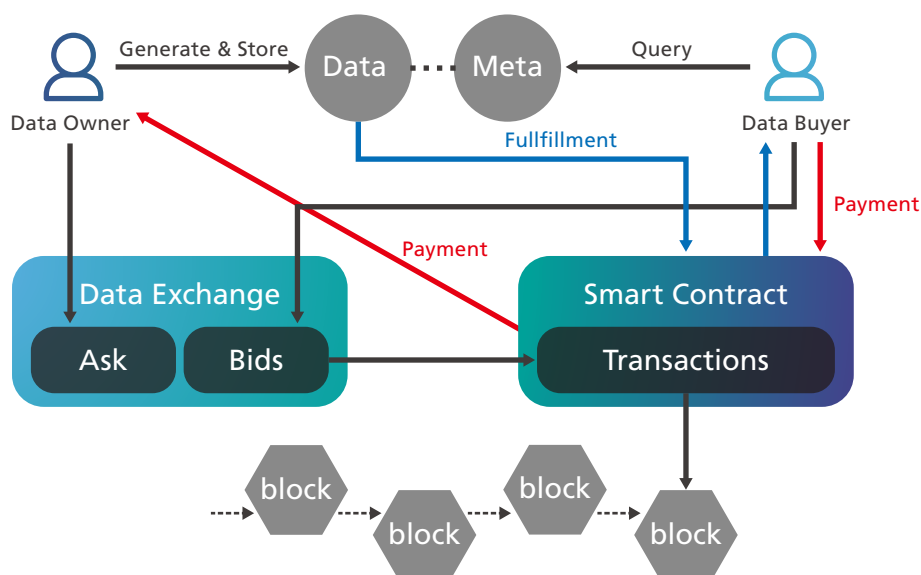 Generate & Store
Data
Meta
Query
Data Owner
Data Buyer
Fullfillment
Payment
Payment
Data Exchange
Smart Contract
Ask
Bids
Transactions
block
block
block
block